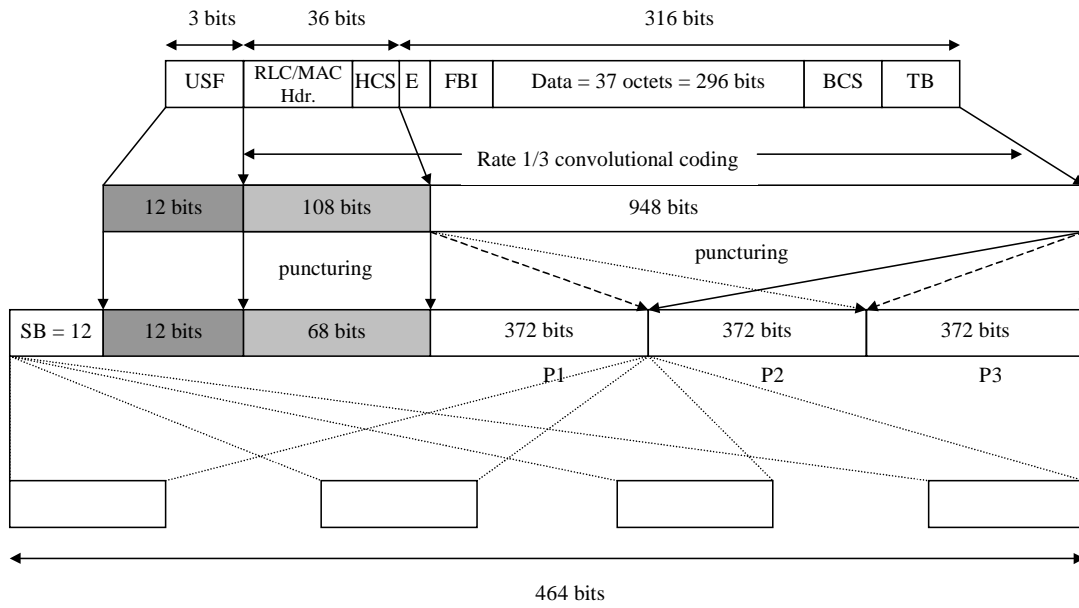 3 bits 36 bits 316 bits
USF RLC/MAC Hdr. HCS E FBI Data = 37 octets = 296 bits BCS TB
Rate 1/3 convolutional coding
12 bits 108 bits 948 bits
puncturing puncturing
SB = 12 12 bits 68 bits 372 bits 372 bits 372 bits
P1 P2 P3
464 bits